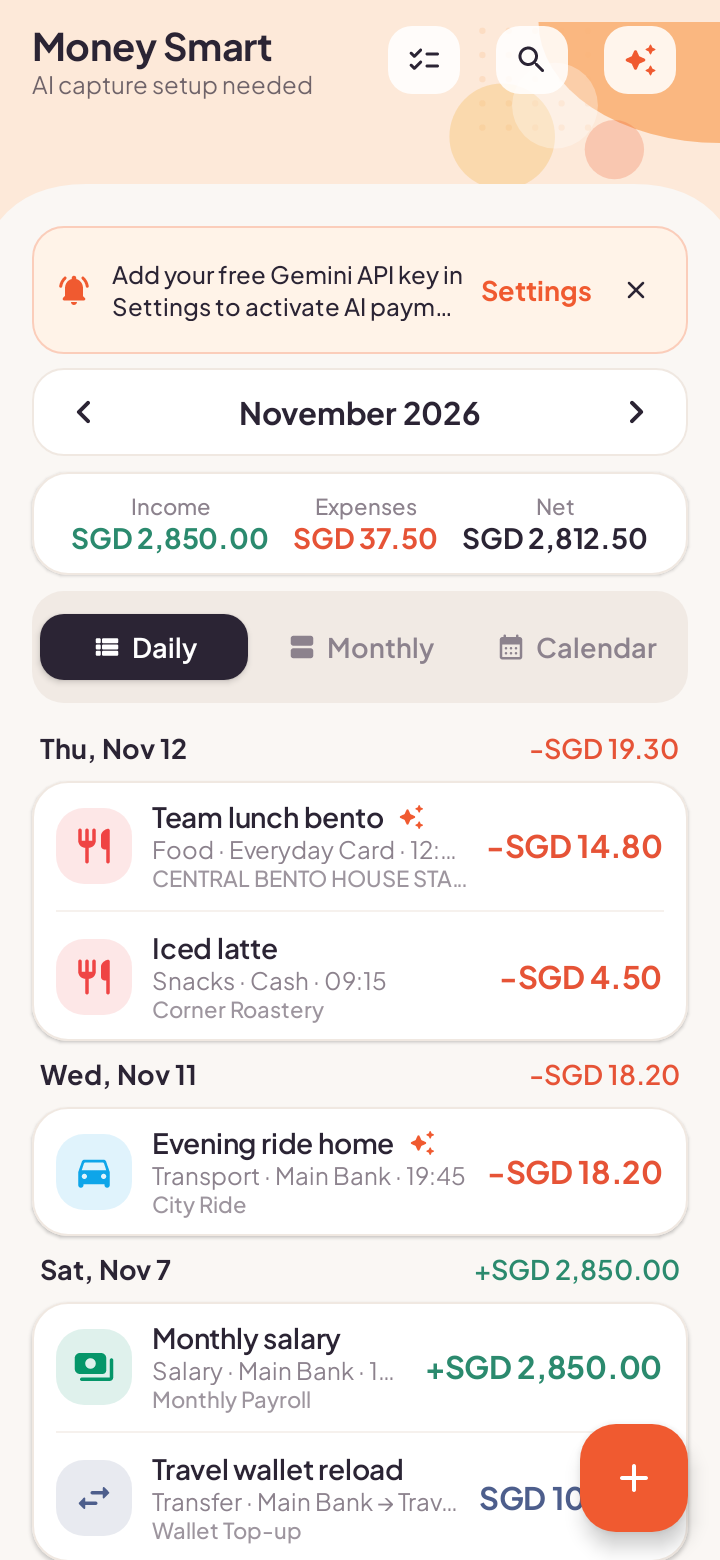 Money Smart
AI capture setup needed
Add your free Gemini API key in
Settings to activate AI paym...
Settings
November 2026
Income
SGD 2,850.00
Expenses
SGD 37.50
Net
SGD 2,812.50
Daily
Monthly
Calendar
Thu, Nov 12
-SGD 19.30
Team lunch bento
Food · Everyday Card · 12:...
CENTRAL BENTO HOUSE STA...
-SGD 14.80
Iced latte
Snacks · Cash · 09:15
Corner Roastery
-SGD 4.50
Wed, Nov 11
-SGD 18.20
Evening ride home
Transport · Main Bank · 19:45
City Ride
-SGD 18.20
Sat, Nov 7
+SGD 2,850.00
Monthly salary
Salary · Main Bank · 1...
Monthly Payroll
+SGD 2,850.00
Travel wallet reload
Transfer · Main Bank → Trav...
Wallet Top-up
SGD 10